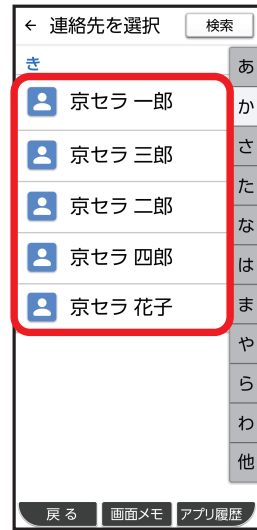 ← 連絡先を選択 検索
き
京セラ 一郎
京セラ 三郎
京セラ 二郎
京セラ 四郎
京セラ 花子
あ
か
さ
た
な
は
ま
や
ら
わ
他
戻る 画面メモ アプリ履歴